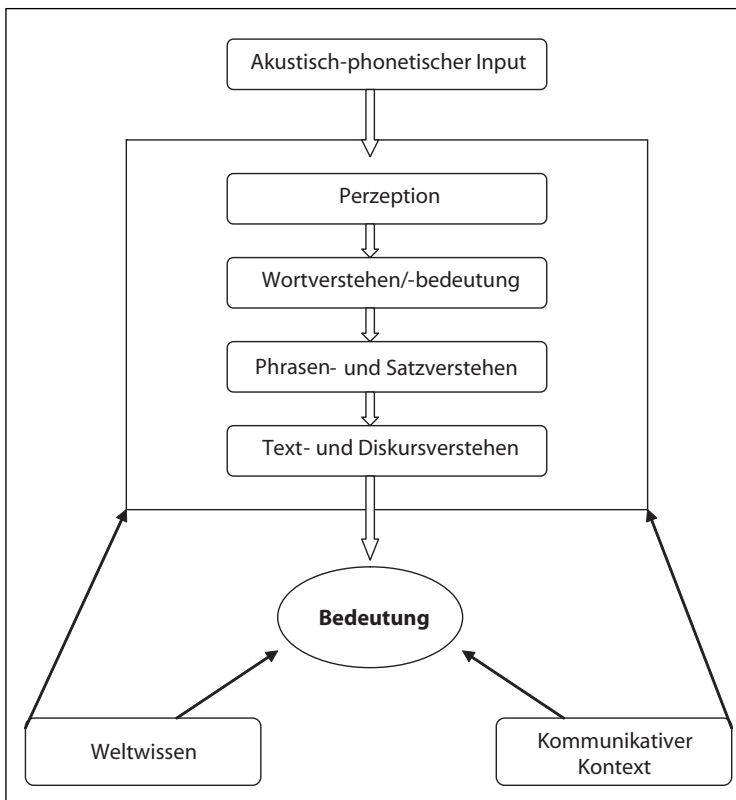 Akustisch-phonetischer Input
Perzeption
Wortverstehen/-bedeutung
Phrasen- und Satzverstehen
Text- und Diskursverstehen
Bedeutung
Weltwissen
Kommunikativer
Kontext